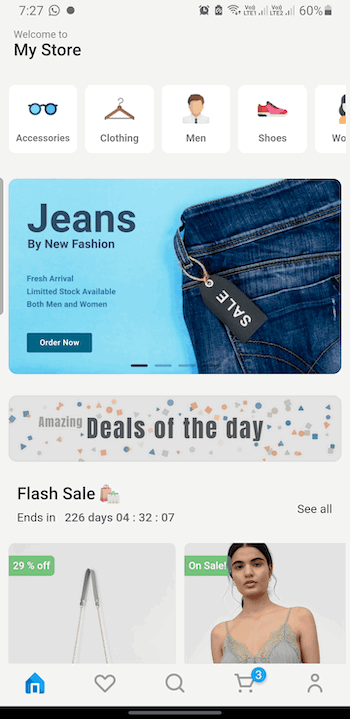 7:27
Vo) Vo)
LTE1 LTE2 60%
Welcome to
My Store
Accessories Clothing Men Shoes Wo
Jeans
By New Fashion
Fresh Arrival
Limitted Stock Available
Both Men and Women
Order Now
SALE
Amazing Deals of the day
Flash Sale
Ends in 226 days 04 : 32 : 07
See all
29 % off
On Sale!
3